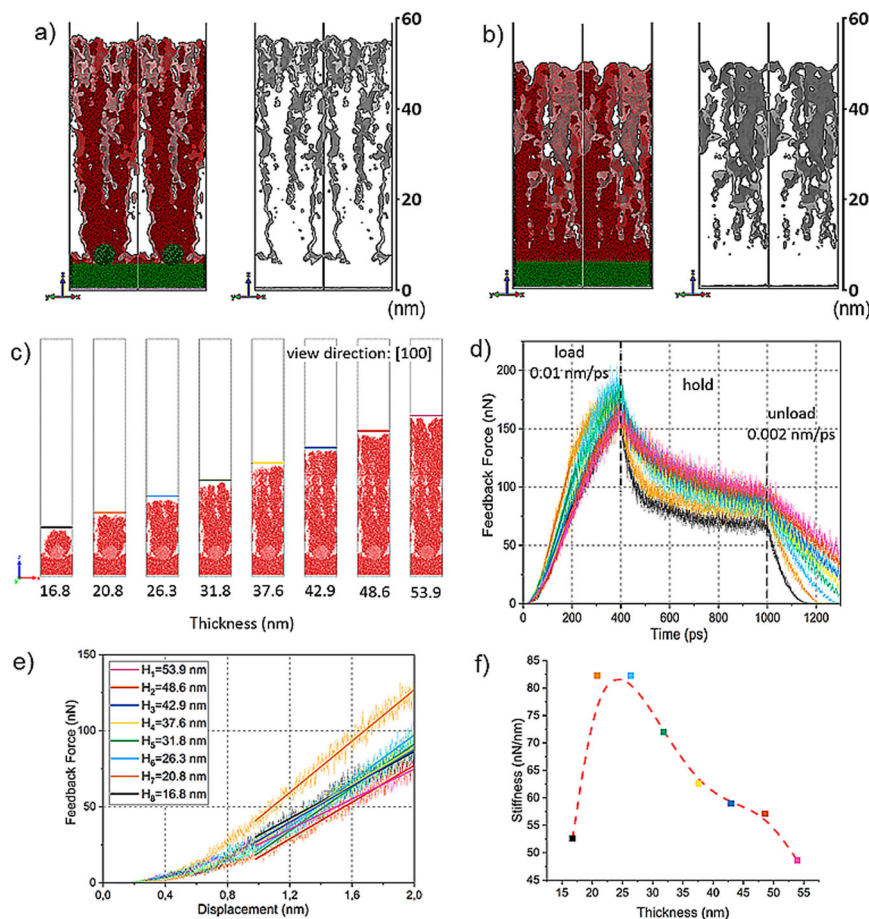 a)
60
40
20
0
(nm)
z
y
x
b)
60
40
20
0
(nm)
z
y
x
c)
view direction: [100]
16.8 20.8 26.3 31.8 37.6 42.9 48.6 53.9
Thickness (nm)
d)
load
0.01 nm/ps
hold
unload
0.002 nm/ps
Feedback Force (nN)
200
150
100
50
0
0 200 400 600 800 1000 1200
Time (ps)
e)
H₁=53.9 nm
H₂=48.6 nm
H₃=42.9 nm
H₄=37.6 nm
H₅=31.8 nm
H₆=26.3 nm
H₇=20.8 nm
H₈=16.8 nm
Feedback Force (nN)
150
100
50
0
0,0 0,4 0,8 1,2 1,6 2,0
Displacement (nm)
f)
Stiffness (nN/nm)
85
80
75
70
65
60
55
50
45
15 20 25 30 35 40 45 50 55
Thickness (nm)